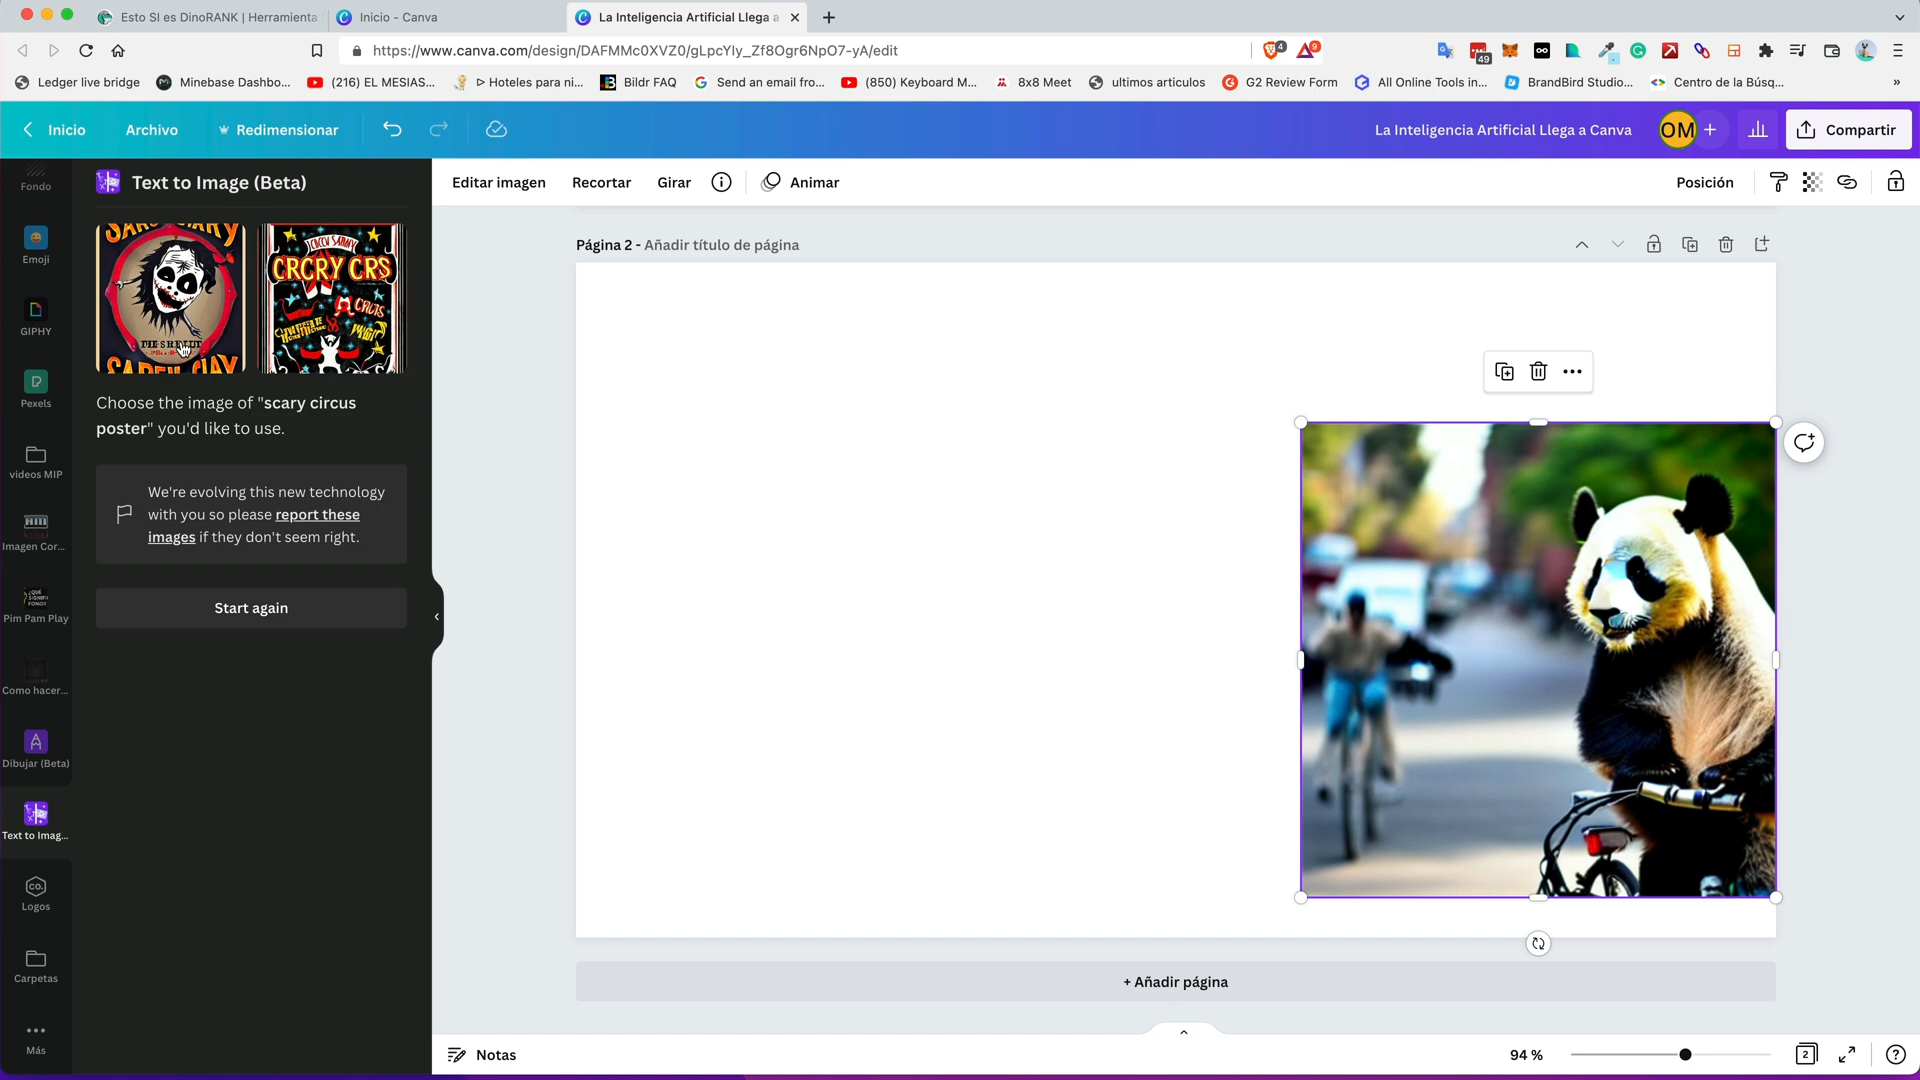 Esto SI es DinoRANK | Herramienta
Inicio - Canva
La Inteligencia Artificial Llega a
https://www.canva.com/design/DAFMMc0XVZ0/gLpcYIy_Zf8Ogr6NpO7-yA/edit
4
9
49
Ledger live bridge
Minebase Dashbo...
(216) EL MESIAS...
ᐅ Hoteles para ni...
Bildr FAQ
Send an email fro...
(850) Keyboard M...
8x8 Meet
ultimos articulos
G2 Review Form
All Online Tools in...
BrandBird Studio...
Centro de la Búsq...
»
Inicio
Archivo
Redimensionar
La Inteligencia Artificial Llega a Canva
OM
Compartir
Fondo
Emoji
GIPHY
Pexels
videos MIP
Imagen Cor...
Pim Pam Play
Como hacer...
Dibujar (Beta)
Text to Imag...
CO.
Logos
Carpetas
Más
Text to Image (Beta)
CRCRY CRS
Choose the image of "scary circus
poster" you'd like to use.
We're evolving this new technology
with you so please report these
images if they don't seem right.
Start again
Editar imagen
Recortar
Girar
Animar
Posición
Página 2 - Añadir título de página
+ Añadir página
Notas
94 %
2